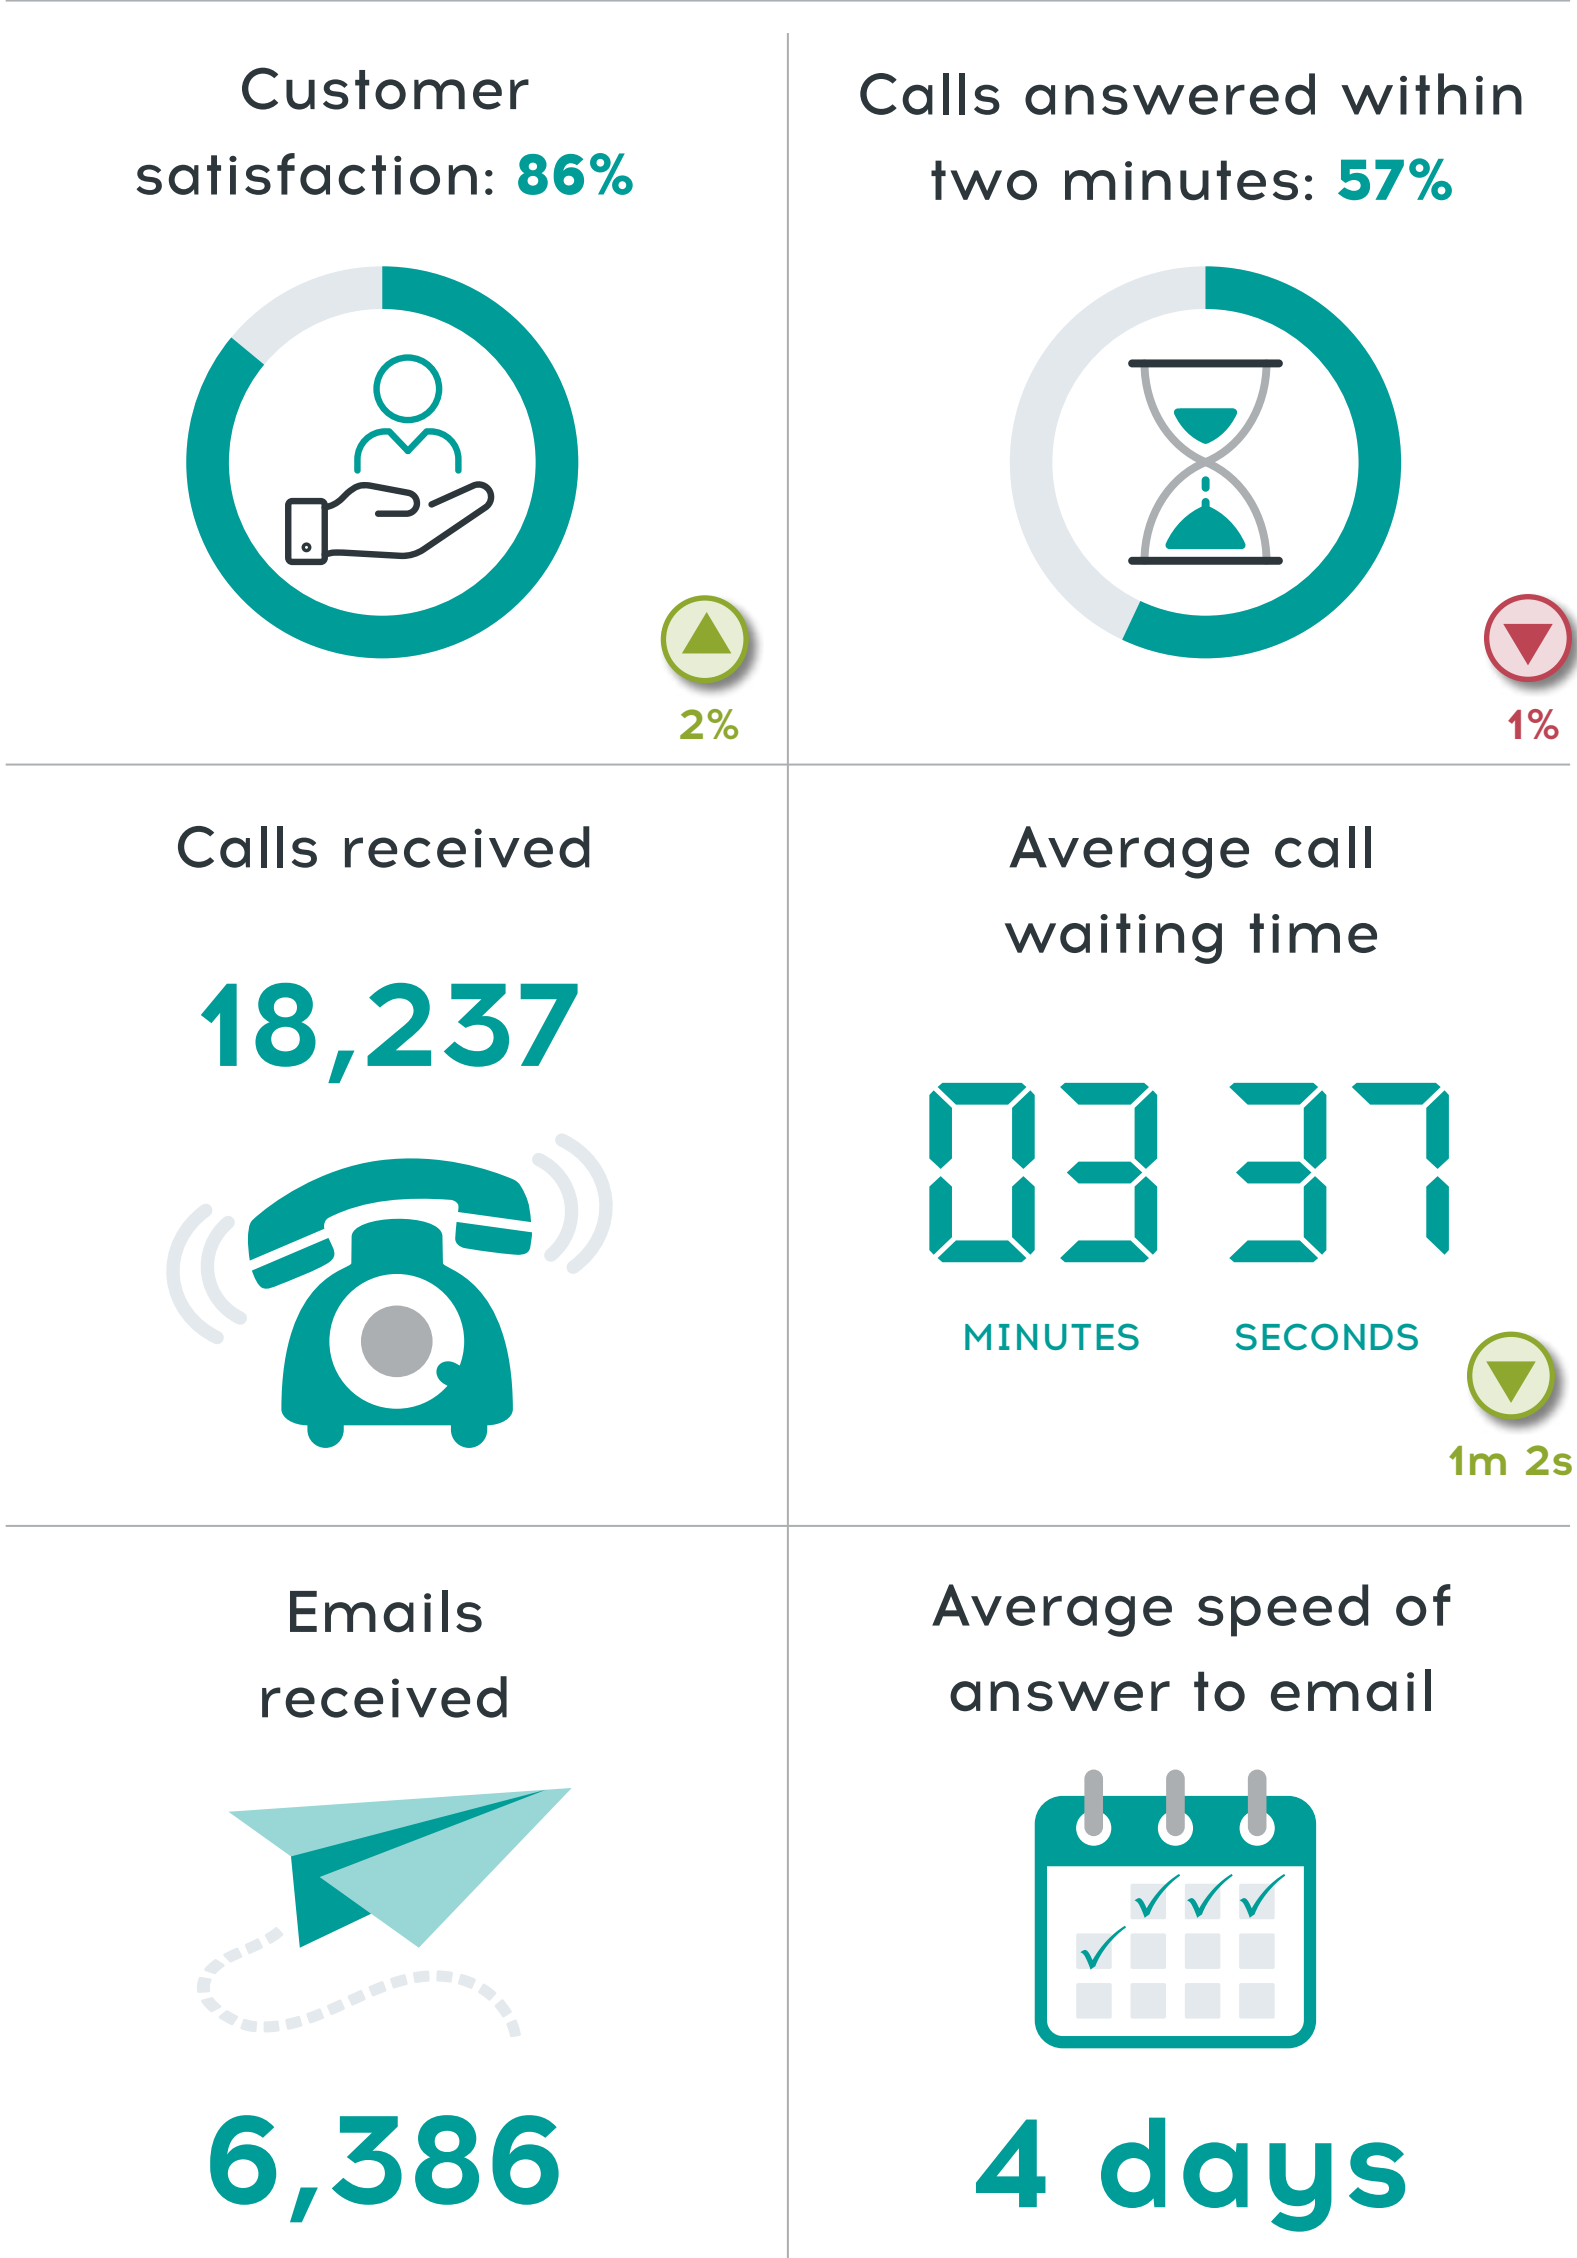 Customer
satisfaction: 86%
2%
Calls answered within
two minutes: 57%
1%
Calls received
18,237
Average call
waiting time
03 37
MINUTES SECONDS
1m 2s
Emails
received
6,386
Average speed of
answer to email
4 days